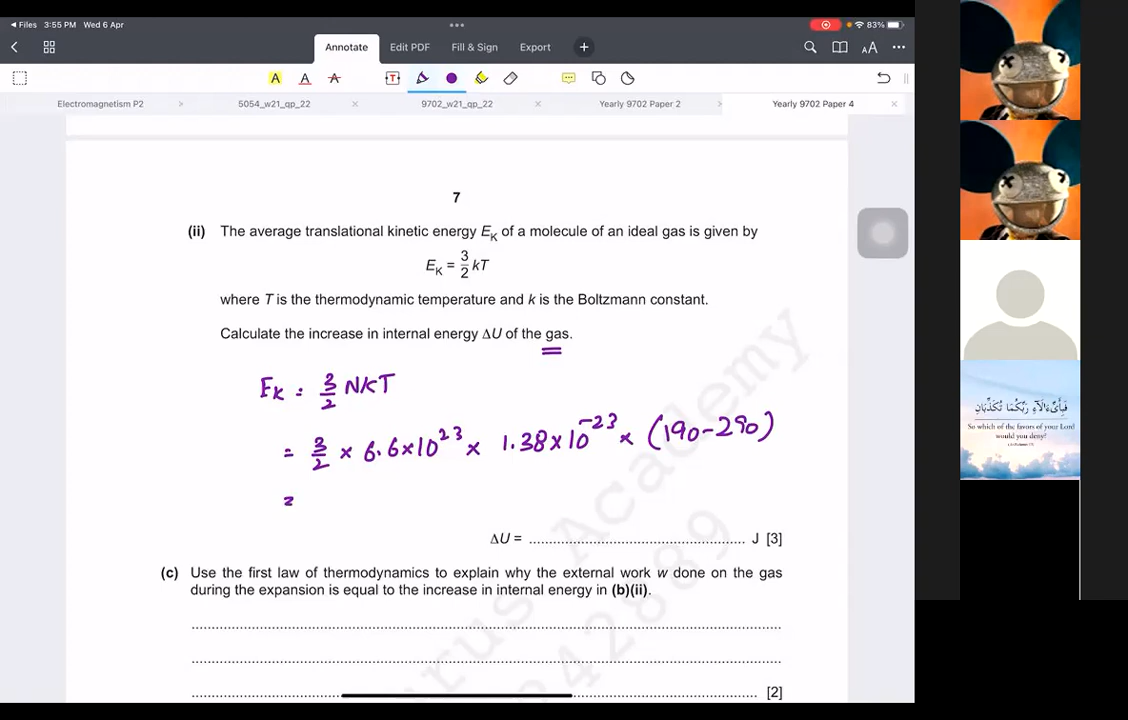 Files 3:55 PM Wed 6 Apr 83%
Annotate Edit PDF Fill & Sign Export
Electromagnetism P2 5054_w21_qp_22 9702_w21_qp_22 Yearly 9702 Paper 2 Yearly 9702 Paper 4
7
(ii) The average translational kinetic energy E_K of a molecule of an ideal gas is given by
E_K = 3/2 kT
where T is the thermodynamic temperature and k is the Boltzmann constant.
Calculate the increase in internal energy ΔU of the gas.
E_K = 3/2 NKT
= 3/2 × 6.6×10^23 × 1.38×10^-23 × (190-290)
=
ΔU = ........................................................ J [3]
(c) Use the first law of thermodynamics to explain why the external work w done on the gas
during the expansion is equal to the increase in internal energy in (b)(ii).
[2]
Academy
فَبِأَيِّ ءَالَآءِ رَبِّكُمَا تُكَذِّبَانِ
So which of the favors of your Lord
would you deny?